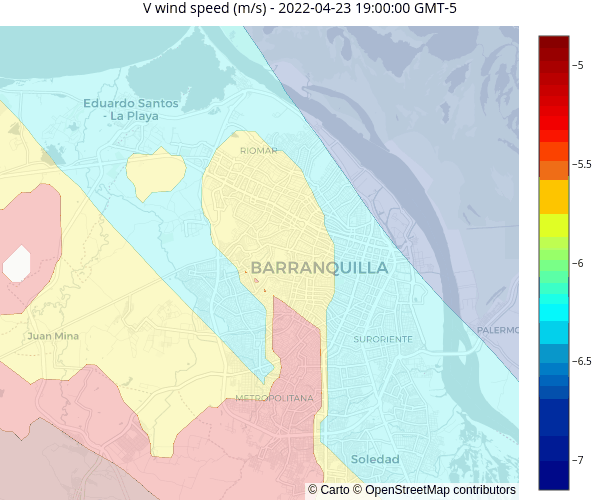 V wind speed (m/s) - 2022-04-23 19:00:00 GMT-5
Eduardo Santos
- La Playa
RIOMAR
BARRANQUILLA
Juan Mina
SURORIENTE
PALERMO
METROPOLITANA
Soledad
© Carto © OpenStreetMap contributors
−5
−5.5
−6
−6.5
−7